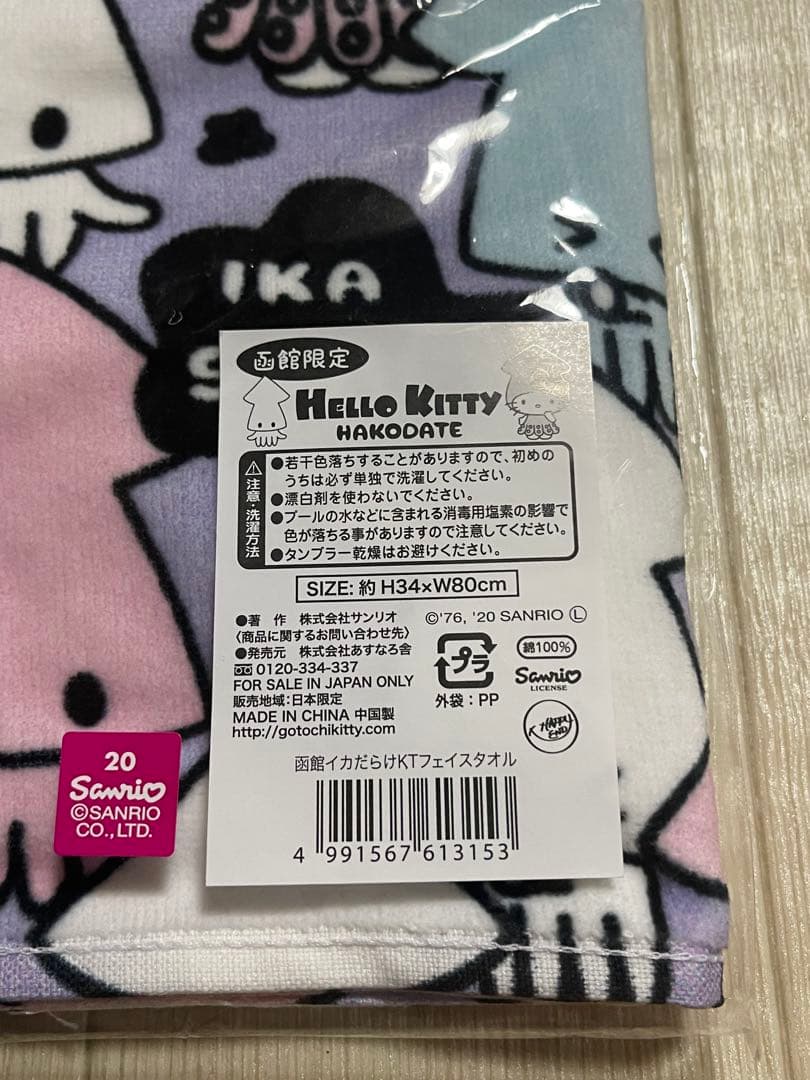 IKA
S
函館限定
HELLO KITTY
HAKODATE
⚠注意・洗濯方法
●若干色落ちすることがありますので、初めの
うちは必ず単独で洗濯してください。
●漂白剤を使わないでください。
●プールの水などに含まれる消毒用塩素の影響で
色が落ちる事がありますので注意してください。
●タンブラー乾燥はお避けください。
SIZE: 約 H34×W80cm
●著 作 株式会社サンリオ
〈商品に関するお問い合わせ先〉
●発売元 株式会社あすなろ舎
0120-334-337
FOR SALE IN JAPAN ONLY
販売地域:日本限定
MADE IN CHINA 中国製
http://gotochikitty.com
©'76, '20 SANRIO Ⓛ
プラ
外袋：PP
綿100%
Sanrio
LICENSE
HAPPY
END
函館イカだらけKTフェイスタオル
4 991567 613153
20
Sanrio
©SANRIO
CO., LTD.